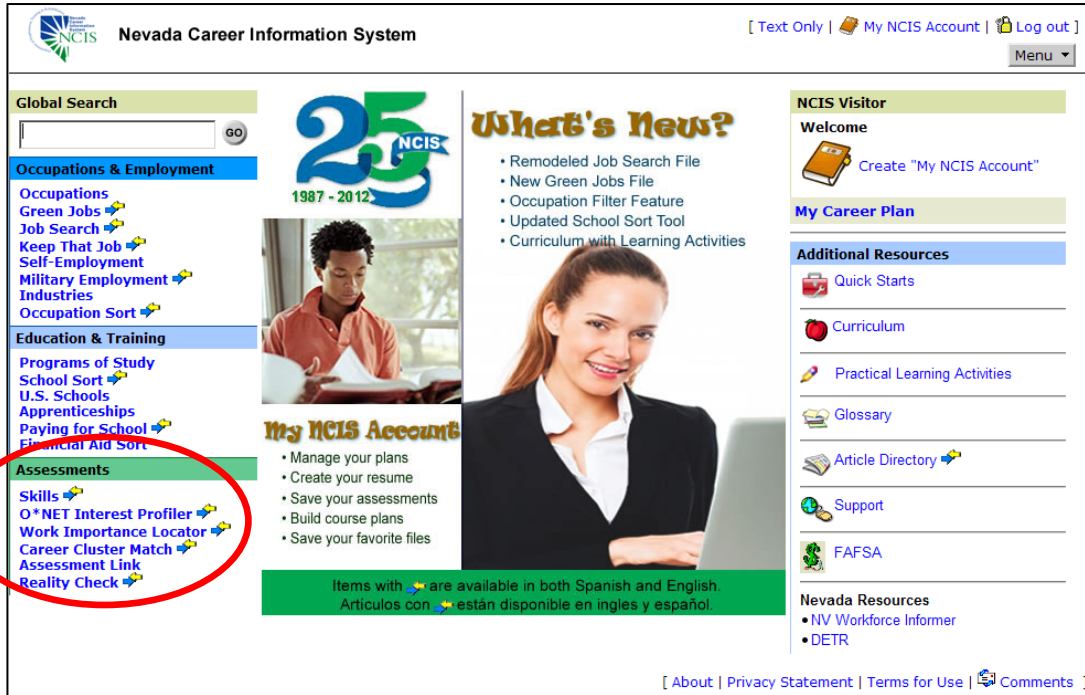 Nevada
Career
Information
System
NCIS
Nevada Career Information System
[ Text Only | My NCIS Account | Log out ]
Menu
Global Search
GO
Occupations & Employment
Occupations
Green Jobs
Job Search
Keep That Job
Self-Employment
Military Employment
Industries
Occupation Sort
Education & Training
Programs of Study
School Sort
U.S. Schools
Apprenticeships
Paying for School
Financial Aid Sort
Assessments
Skills
O*NET Interest Profiler
Work Importance Locator
Career Cluster Match
Assessment Link
Reality Check
25
NCIS
1987 - 2012
What's New?
• Remodeled Job Search File
• New Green Jobs File
• Occupation Filter Feature
• Updated School Sort Tool
• Curriculum with Learning Activities
My NCIS Account
• Manage your plans
• Create your resume
• Save your assessments
• Build course plans
• Save your favorite files
Items with are available in both Spanish and English.
Artículos con están disponible en ingles y español.
NCIS Visitor
Welcome
Create "My NCIS Account"
My Career Plan
Additional Resources
Quick Starts
Curriculum
Practical Learning Activities
Glossary
Article Directory
Support
FAFSA
Nevada Resources
• NV Workforce Informer
• DETR
[ About | Privacy Statement | Terms for Use | Comments ]